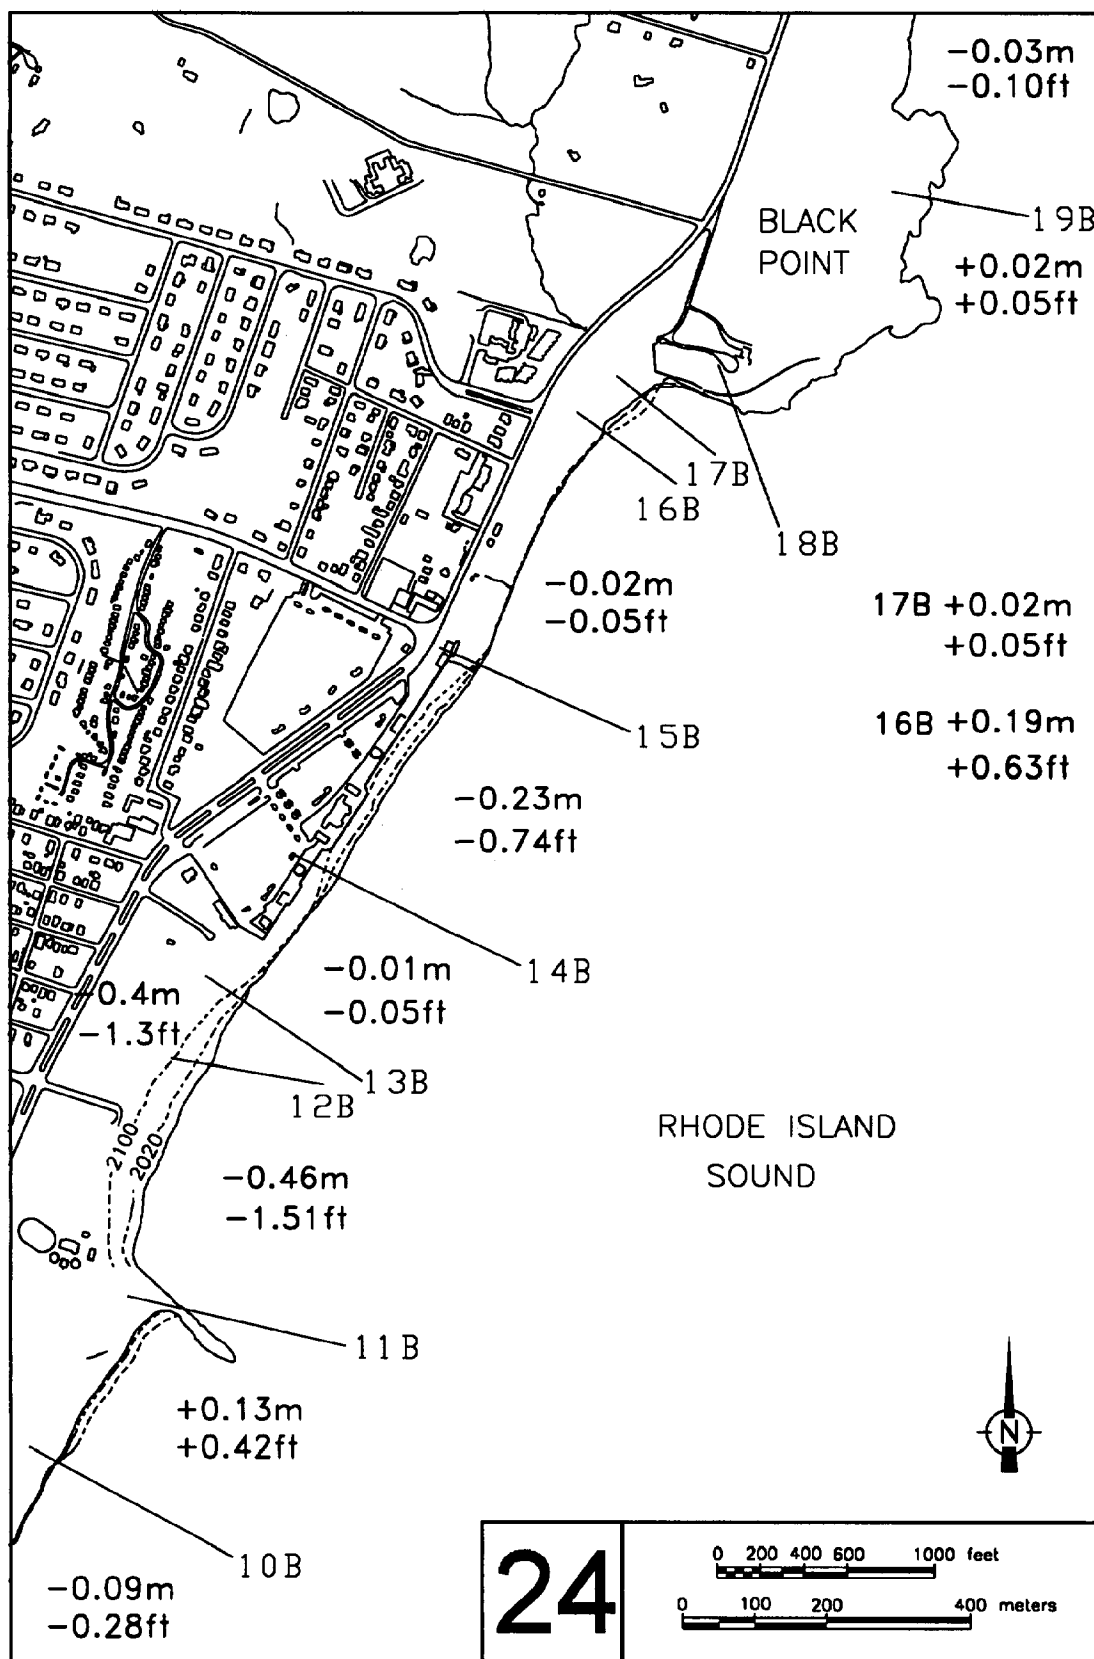 -0.03m
-0.10ft
19B
BLACK
POINT
+0.02m
+0.05ft
17B
16B
18B
-0.02m
-0.05ft
17B +0.02m
+0.05ft
15B
16B +0.19m
+0.63ft
-0.23m
-0.74ft
14B
-0.01m
-0.05ft
-0.4m
-1.3ft
13B
12B
2100
2020
RHODE ISLAND
SOUND
-0.46m
-1.51ft
11B
+0.13m
+0.42ft
N
10B
-0.09m
-0.28ft
24
0 200 400 600 1000 feet
0 100 200 400 meters